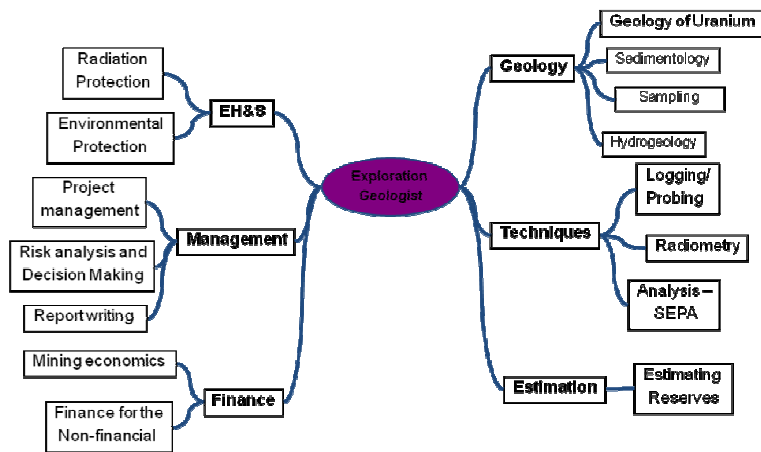 Exploration
Geologist
EH&S
Radiation
Protection
Environmental
Protection
Management
Project
management
Risk analysis and
Decision Making
Report writing
Finance
Mining economics
Finance for the
Non-financial
Geology
Geology of Uranium
Sedimentology
Sampling
Hydrogeology
Techniques
Logging/
Probing
Radiometry
Analysis –
SEPA
Estimation
Estimating
Reserves